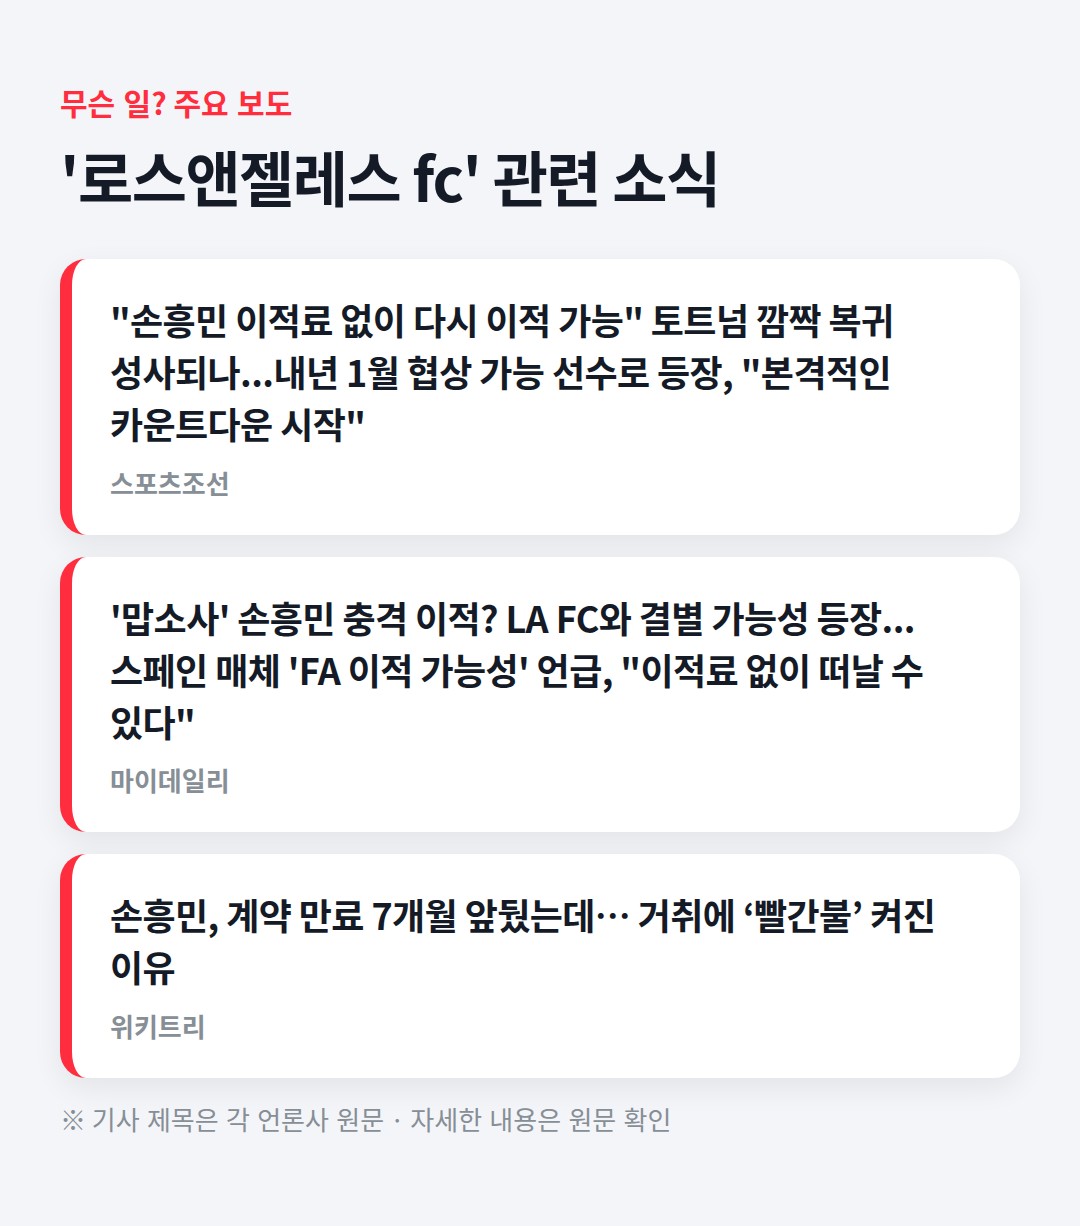 무슨 일? 주요 보도
'로스앤젤레스 fc' 관련 소식
"손흥민 이적료 없이 다시 이적 가능" 토트넘 깜짝 복귀
성사되나...내년 1월 협상 가능 선수로 등장, "본격적인
카운트다운 시작"
스포츠조선
'맙소사' 손흥민 충격 이적? LA FC와 결별 가능성 등장...
스페인 매체 'FA 이적 가능성' 언급, "이적료 없이 떠날 수
있다"
마이데일리
손흥민, 계약 만료 7개월 앞뒀는데… 거취에 ‘빨간불’ 켜진
이유
위키트리
※ 기사 제목은 각 언론사 원문 · 자세한 내용은 원문 확인